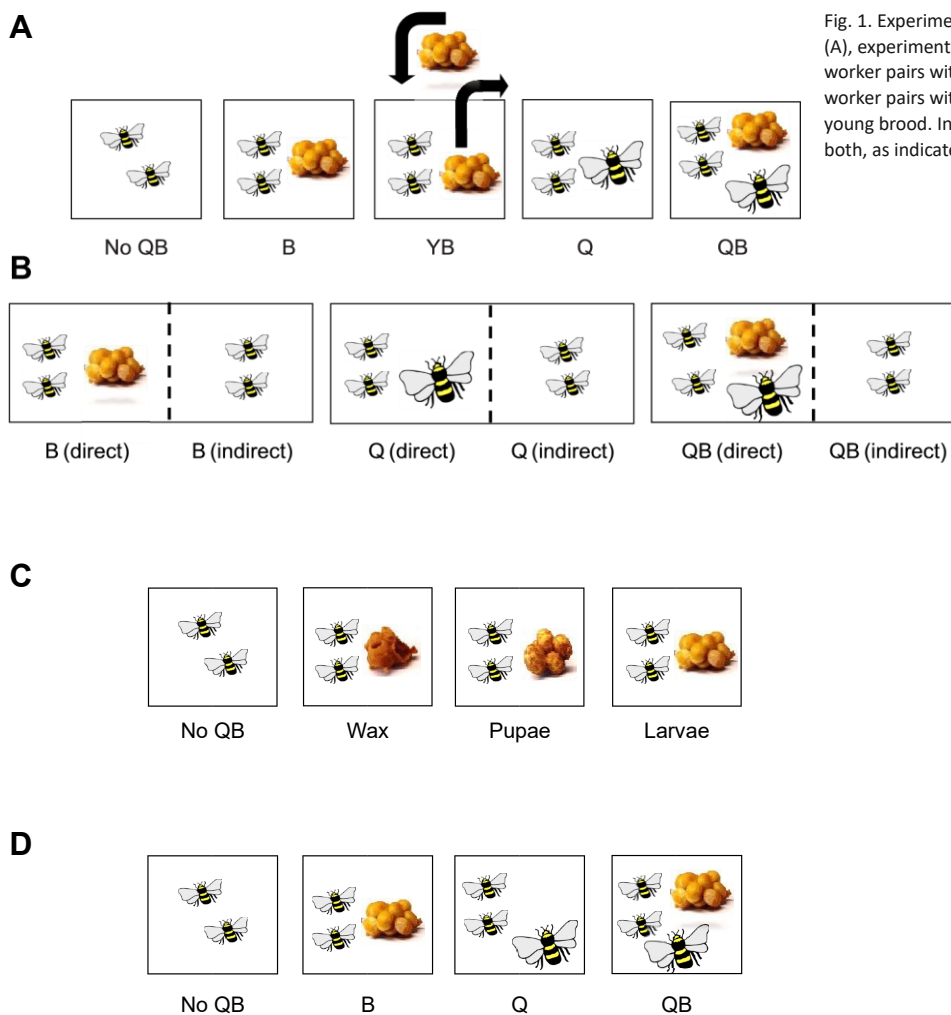 A
Fig. 1. Experime
(A), experiment
worker pairs wit
worker pairs wit
young brood. In
both, as indicate
No QB B YB Q QB
B
B (direct) B (indirect) Q (direct) Q (indirect) QB (direct) QB (indirect)
C
No QB Wax Pupae Larvae
D
No QB B Q QB